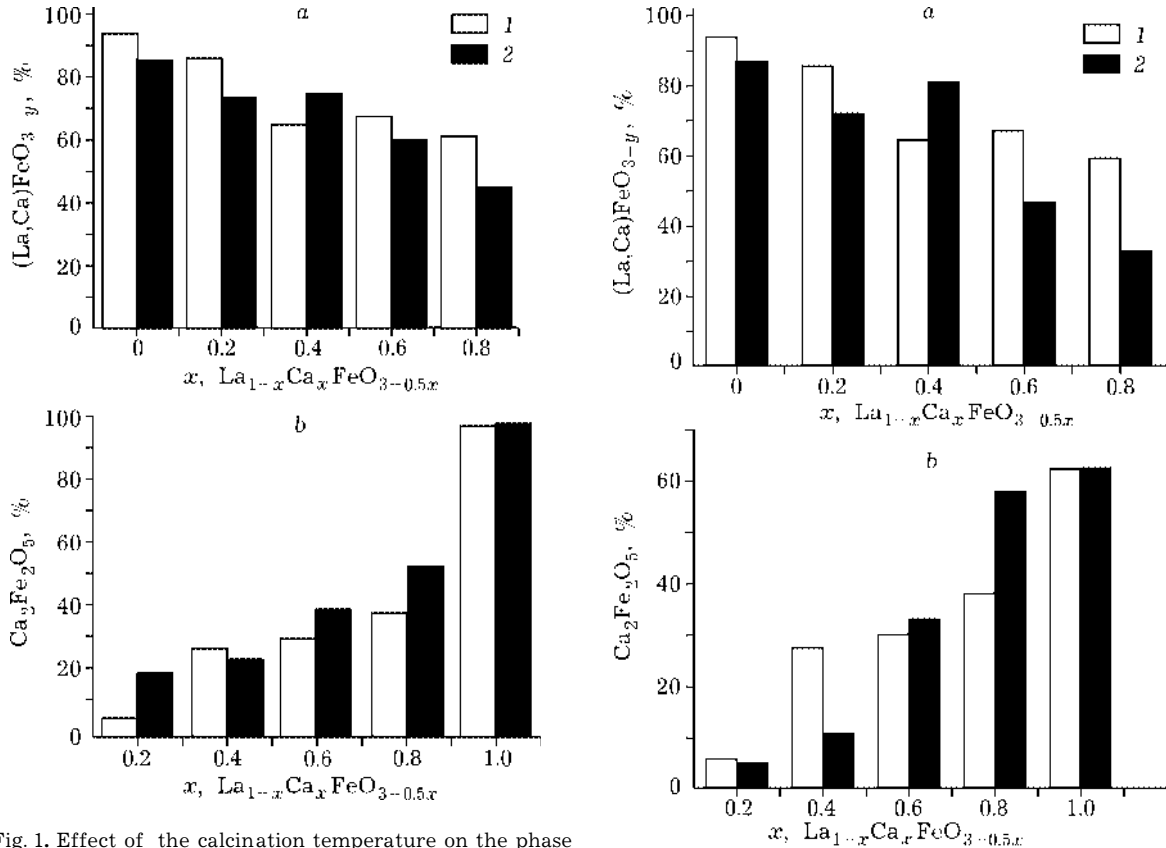 a
100
80
60
40
20
0
(La,Ca)FeO3 y, %
1
2
0 0.2 0.4 0.6 0.8
x, La1-xCaxFeO3-0.5x
b
100
80
60
40
20
0
Ca2Fe2O5, %
0.2 0.4 0.6 0.8 1.0
x, La1-xCaxFeO3-0.5x
Fig. 1. Effect of the calcination temperature on the phase
a
100
80
60
40
20
0
(La,Ca)FeO3-y, %
1
2
0 0.2 0.4 0.6 0.8
x, La1-xCaxFeO3 0.5x
b
60
40
20
0
Ca2Fe2O5, %
0.2 0.4 0.6 0.8 1.0
x, La1-xCaxFeO3-0.5x